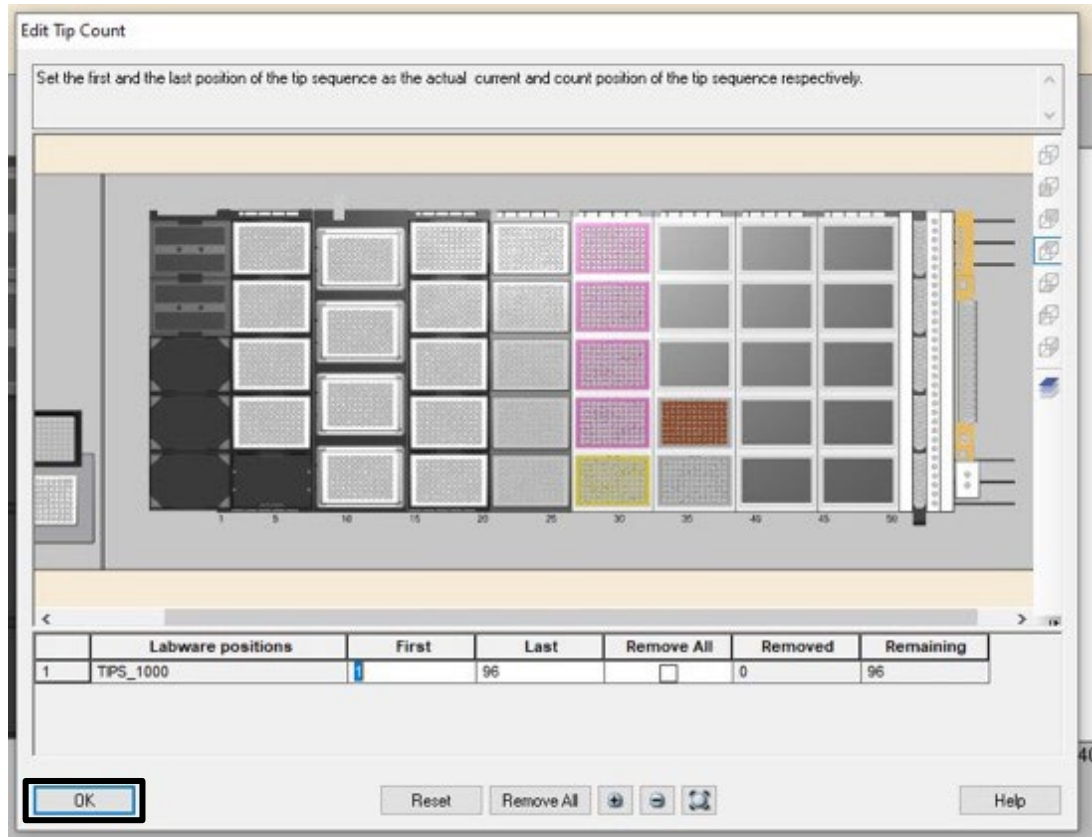 Edit Tip Count
Set the first and the last position of the tip sequence as the actual current and count position of the tip sequence respectively.
1 5 10 15 20 25 30 35 40 45 50
Labware positions First Last Remove All Removed Remaining
1 TIPS_1000 1 96 0 96
40
OK Reset Remove All Help